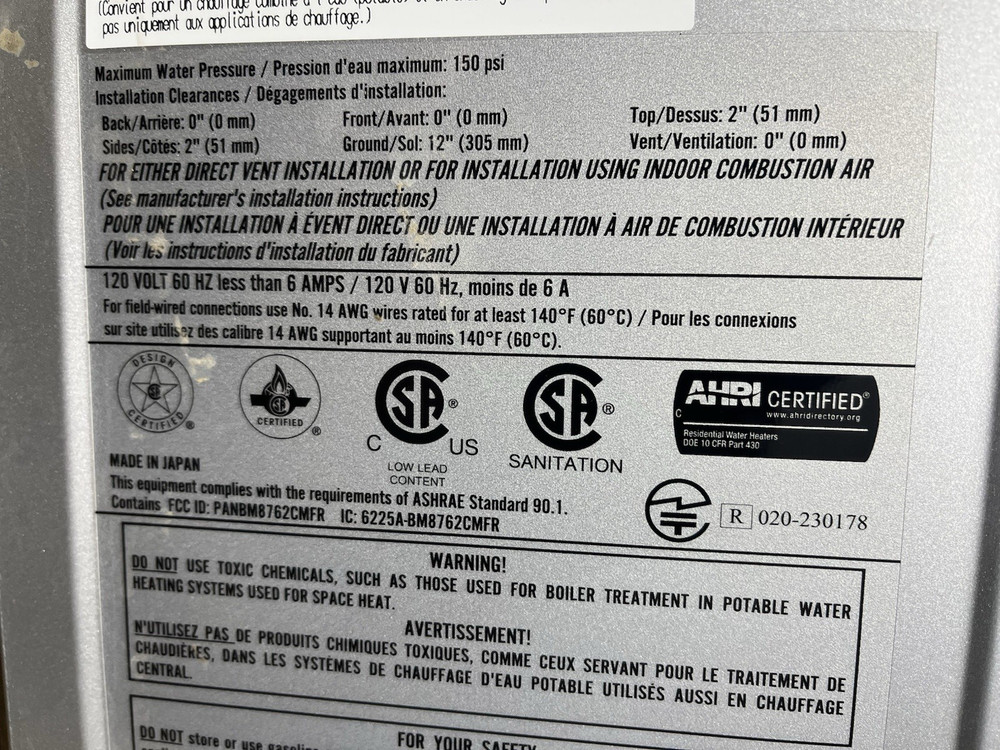 (Convient pour un chauffage combiné
pas uniquement aux applications de chauffage.)
Maximum Water Pressure / Pression d'eau maximum: 150 psi
Installation Clearances / Dégagements d'installation:
Back/Arrière: 0" (0 mm) Front/Avant: 0" (0 mm) Top/Dessus: 2" (51 mm)
Sides/Côtés: 2" (51 mm) Ground/Sol: 12" (305 mm) Vent/Ventilation: 0" (0 mm)
FOR EITHER DIRECT VENT INSTALLATION OR FOR INSTALLATION USING INDOOR COMBUSTION AIR
(See manufacturer's installation instructions)
POUR UNE INSTALLATION À ÉVENT DIRECT OU UNE INSTALLATION À AIR DE COMBUSTION INTÉRIEUR
(Voir les instructions d'installation du fabricant)
120 VOLT 60 HZ less than 6 AMPS / 120 V 60 Hz, moins de 6 A
For field-wired connections use No. 14 AWG wires rated for at least 140°F (60°C) / Pour les connexions
sur site utilisez des calibre 14 AWG supportant au moins 140°F (60°C).
DESIGN
CERTIFIED ®
CERTIFIED ®
SA ®
C US
LOW LEAD
CONTENT
SA ®
SANITATION
AHRI CERTIFIED®
C www.ahridirectory.org
Residential Water Heaters
DOE 10 CFR Part 430
MADE IN JAPAN
This equipment complies with the requirements of ASHRAE Standard 90.1.
Contains FCC ID: PANBM8762CMFR IC: 6225A-BM8762CMFR
R 020-230178
WARNING!
DO NOT USE TOXIC CHEMICALS, SUCH AS THOSE USED FOR BOILER TREATMENT IN POTABLE WATER
HEATING SYSTEMS USED FOR SPACE HEAT.
AVERTISSEMENT!
N'UTILISEZ PAS DE PRODUITS CHIMIQUES TOXIQUES, COMME CEUX SERVANT POUR LE TRAITEMENT DE
CHAUDIÈRES, DANS LES SYSTÈMES DE CHAUFFAGE D'EAU POTABLE UTILISÉS AUSSI EN CHAUFFAGE
CENTRAL.
FOR YOUR SAFETY
DO NOT store or use